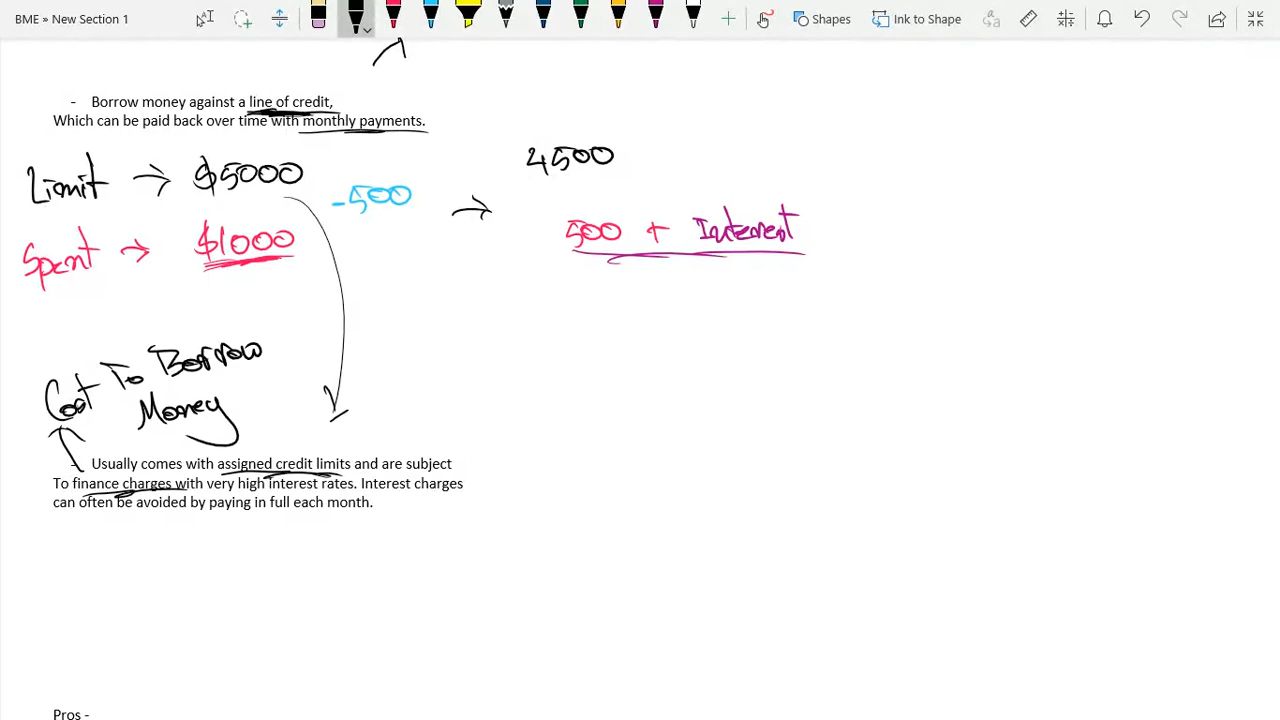 BME » New Section 1
Shapes
Ink to Shape
- Borrow money against a line of credit,
Which can be paid back over time with monthly payments.
Limit → $5000
-500
→
4500
Spent → $1000
500 + Interest
Cost To Borrow
Money
- Usually comes with assigned credit limits and are subject
To finance charges with very high interest rates. Interest charges
can often be avoided by paying in full each month.
Pros -